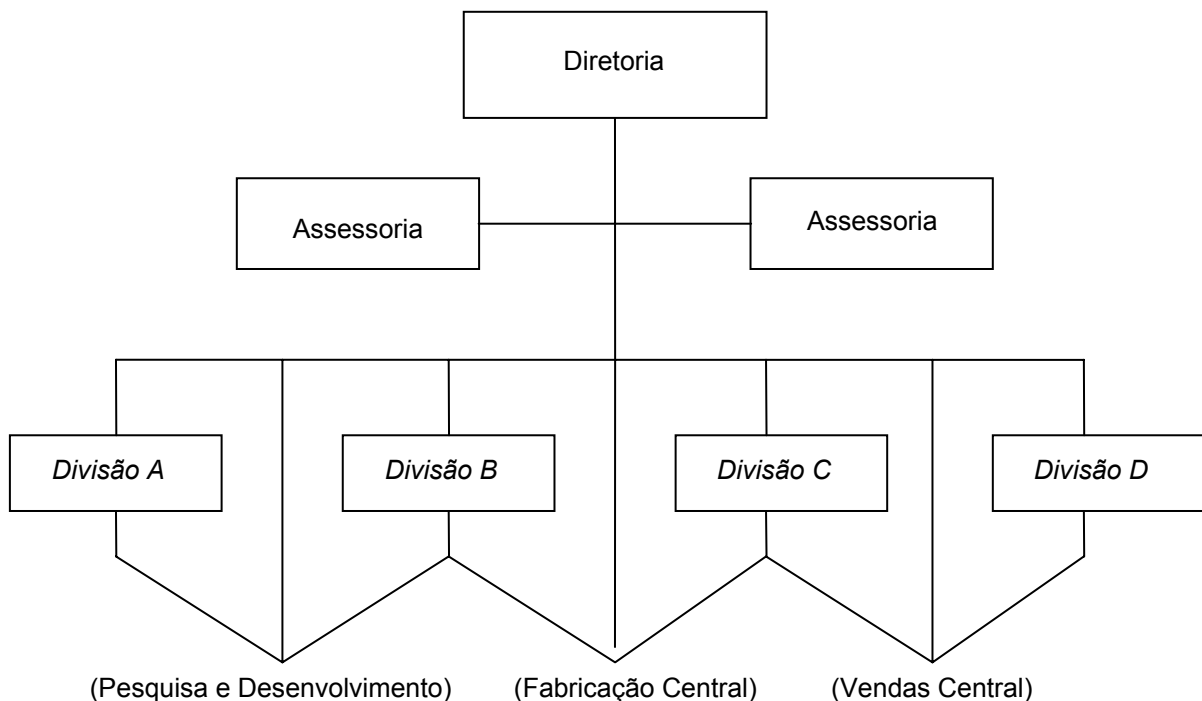 Diretoria
Assessoria
Assessoria
Divisão A
Divisão B
Divisão C
Divisão D
(Pesquisa e Desenvolvimento)
(Fabricação Central)
(Vendas Central)